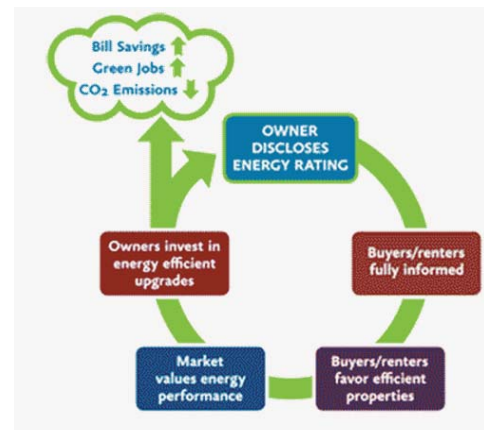 Bill Savings
Green Jobs
CO₂ Emissions
OWNER
DISCLOSES
ENERGY RATING
Buyers/renters
fully informed
Buyers/renters
favor efficient
properties
Market
values energy
performance
Owners invest in
energy efficient
upgrades